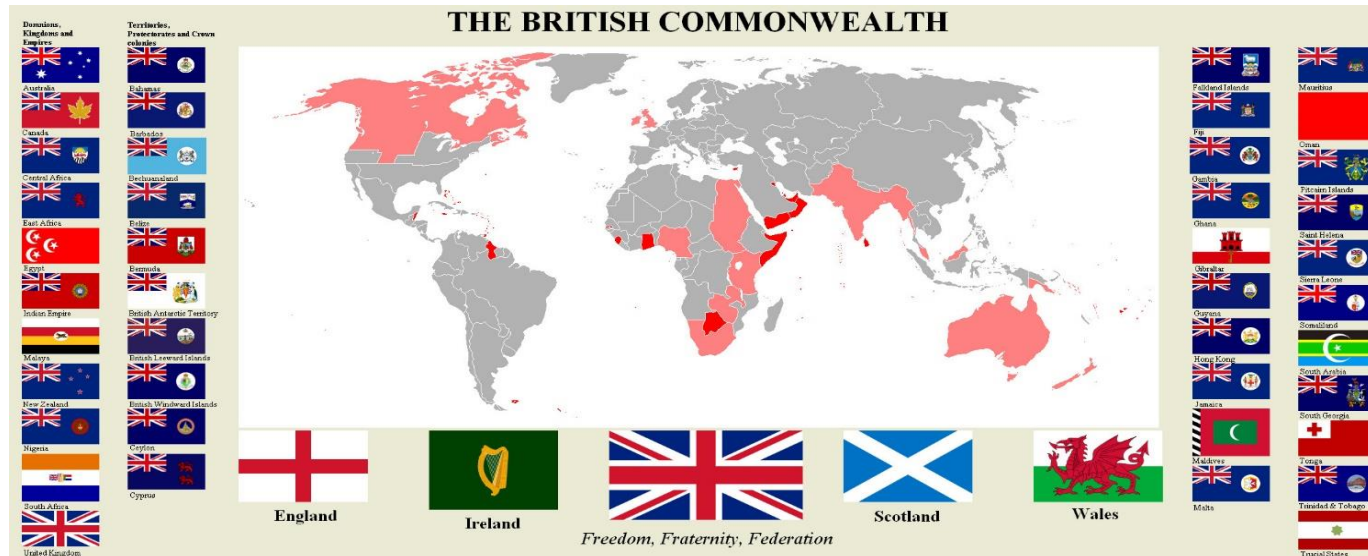 THE BRITISH COMMONWEALTH
Domnions,
Kingdoms and
Empires
Australia
Canada
Central Africa
East Africa
Egypt
Indian Empire
Malaya
New Zealand
Nigeria
South Africa
United Kingdom
Territories,
Protectorates and Crown
colonies
Bahamas
Barbados
Bechuanaland
Belize
Bermuda
British Antarctic Territory
British Leeward Islands
British Windward Islands
Ceylon
Cyprus
England
Ireland
Scotland
Wales
Freedom, Fraternity, Federation
Falkland Islands
Fiji
Gambia
Ghana
Gibraltar
Guyana
Hong Kong
Jamaica
Maldives
Malta
Mauritius
Oman
Pitcairn Islands
Saint Helena
Sierra Leone
Somaliland
South Arabia
South Georgia
Tonga
Trinidad & Tobago
Trucial States